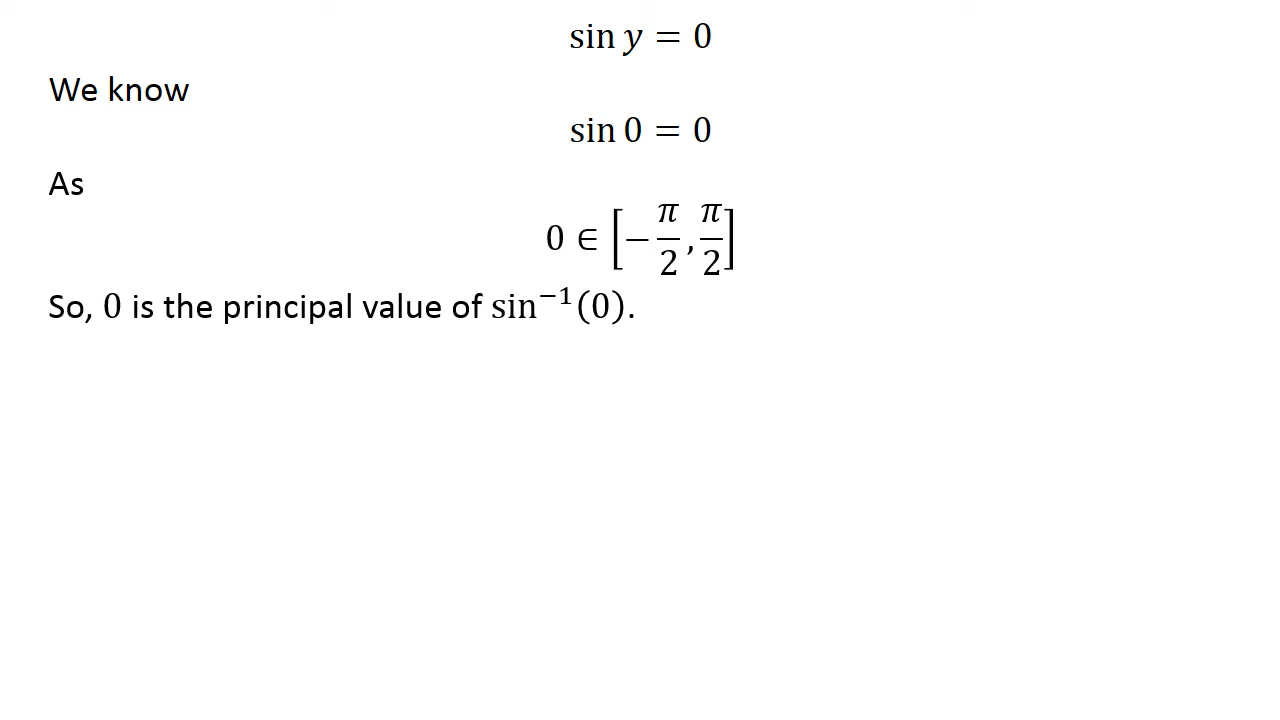 sin y = 0
We know
sin 0 = 0
As
0 ∈ [−π/2, π/2]
So, 0 is the principal value of sin⁻¹(0).